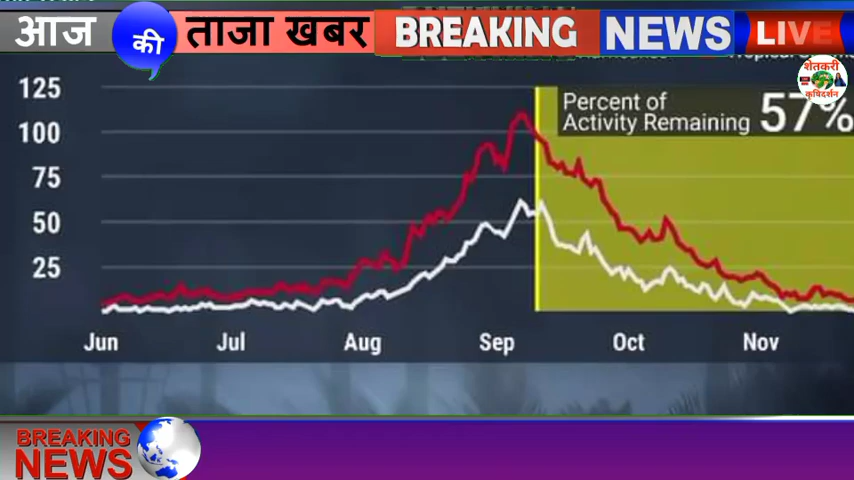 आज की ताजा खबर BREAKING NEWS LIVE
शेतकरी
कृषिदर्शन
125
Percent of
Activity Remaining 57%
100
75
50
25
Jun Jul Aug Sep Oct Nov
BREAKING
NEWS